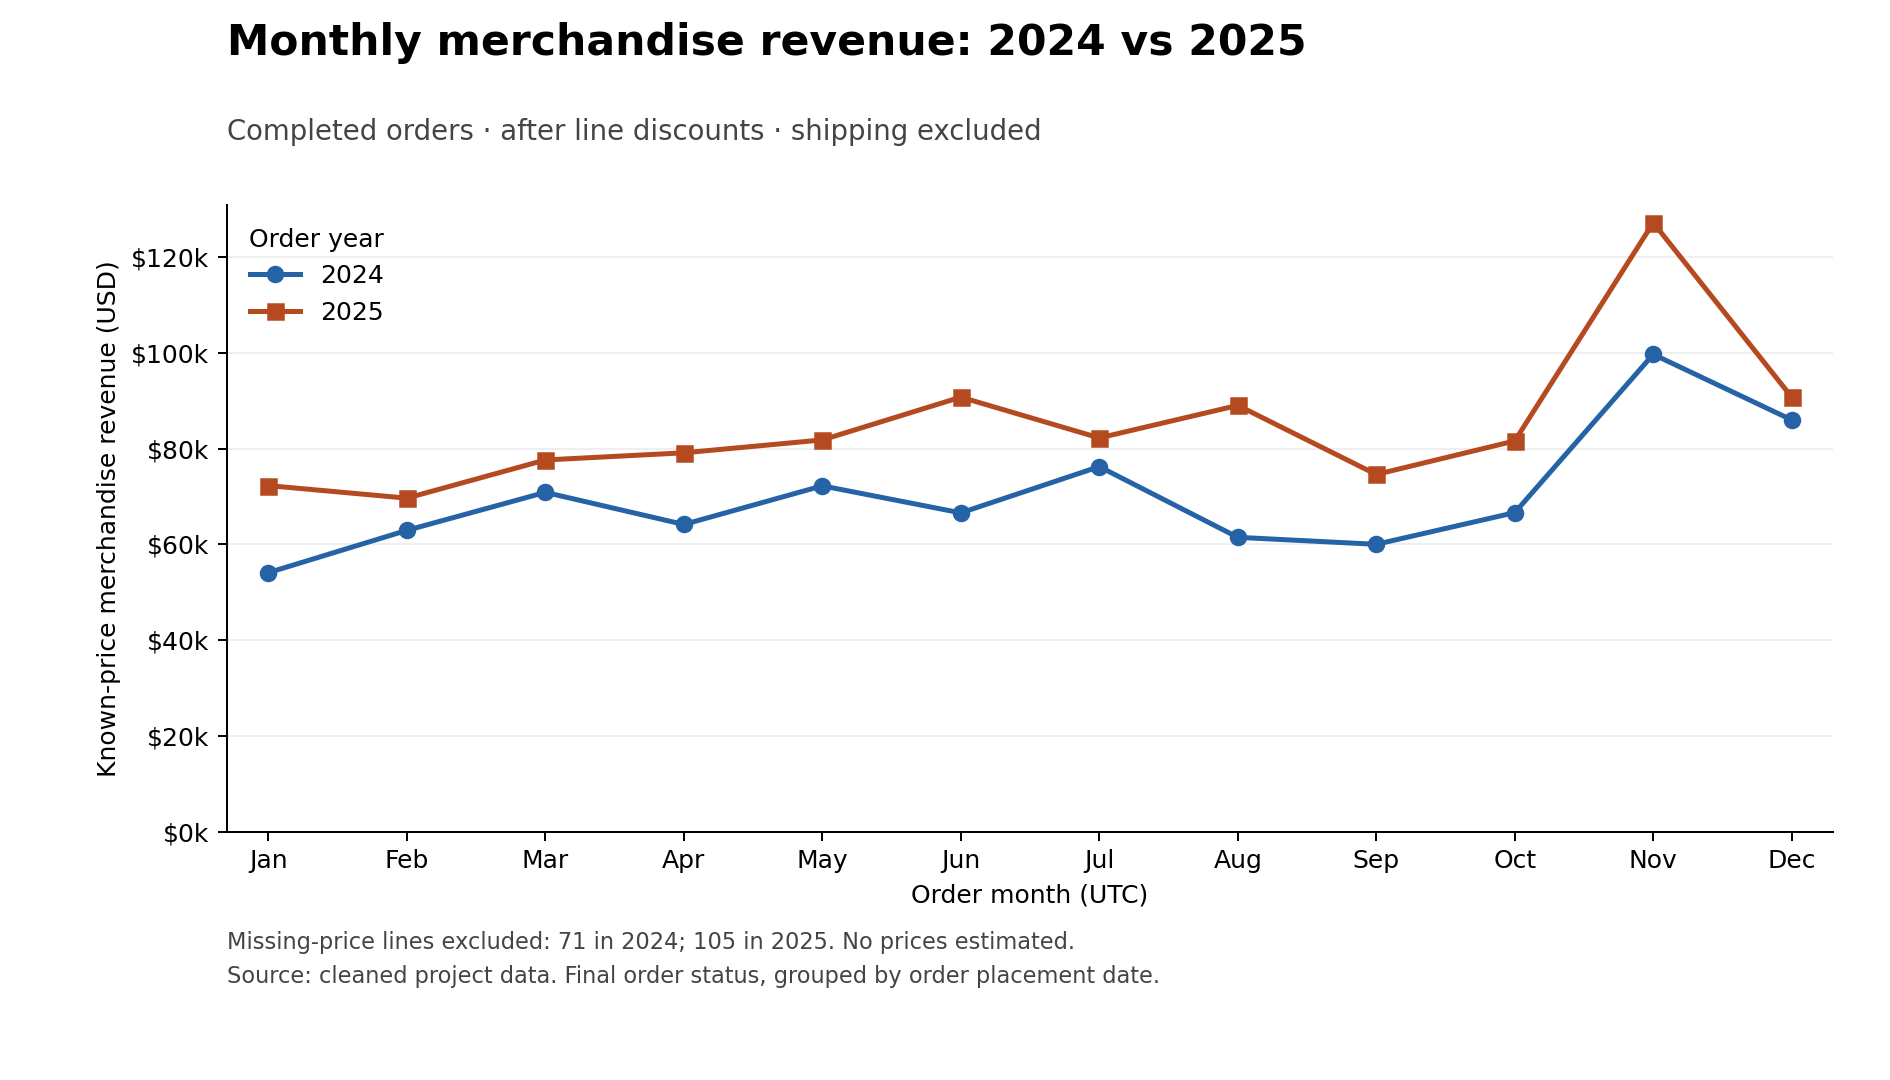 Monthly merchandise revenue: 2024 vs 2025
Completed orders · after line discounts · shipping excluded
Known-price merchandise revenue (USD)
$120k
$100k
$80k
$60k
$40k
$20k
$0k
Order year
2024
2025
Jan Feb Mar Apr May Jun Jul Aug Sep Oct Nov Dec
Order month (UTC)
Missing-price lines excluded: 71 in 2024; 105 in 2025. No prices estimated.
Source: cleaned project data. Final order status, grouped by order placement date.